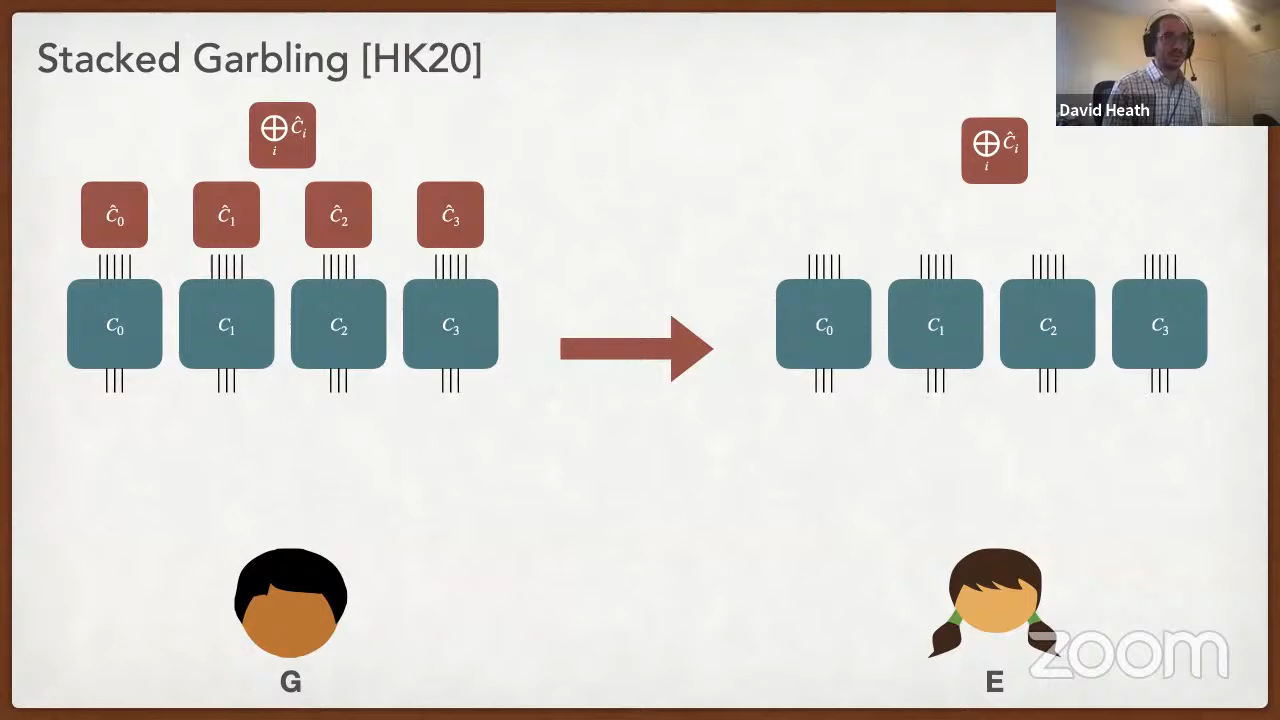 Stacked Garbling [HK20]
David Heath
⊕ᵢ Ĉᵢ
⊕ᵢ Ĉᵢ
Ĉ₀ Ĉ₁ Ĉ₂ Ĉ₃
C₀ C₁ C₂ C₃ C₀ C₁ C₂ C₃
zoom
G E